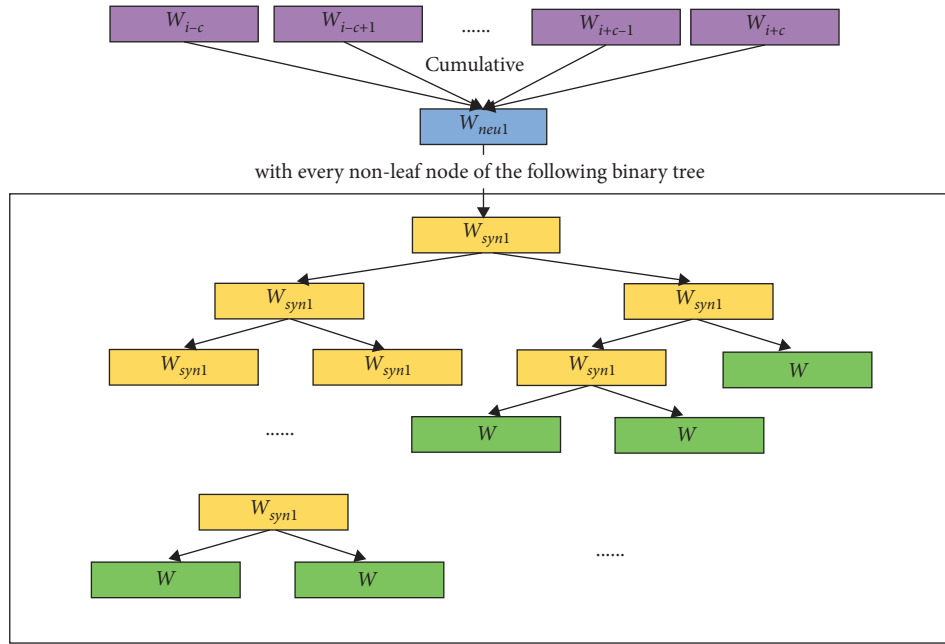 W_{i–c} W_{i–c+1} ...... W_{i+c–1} W_{i+c}
Cumulative
W_{neu1}
with every non-leaf node of the following binary tree
W_{syn1}
W_{syn1} W_{syn1}
W_{syn1} W_{syn1} W_{syn1} W
...... W W
W_{syn1}
......
W W